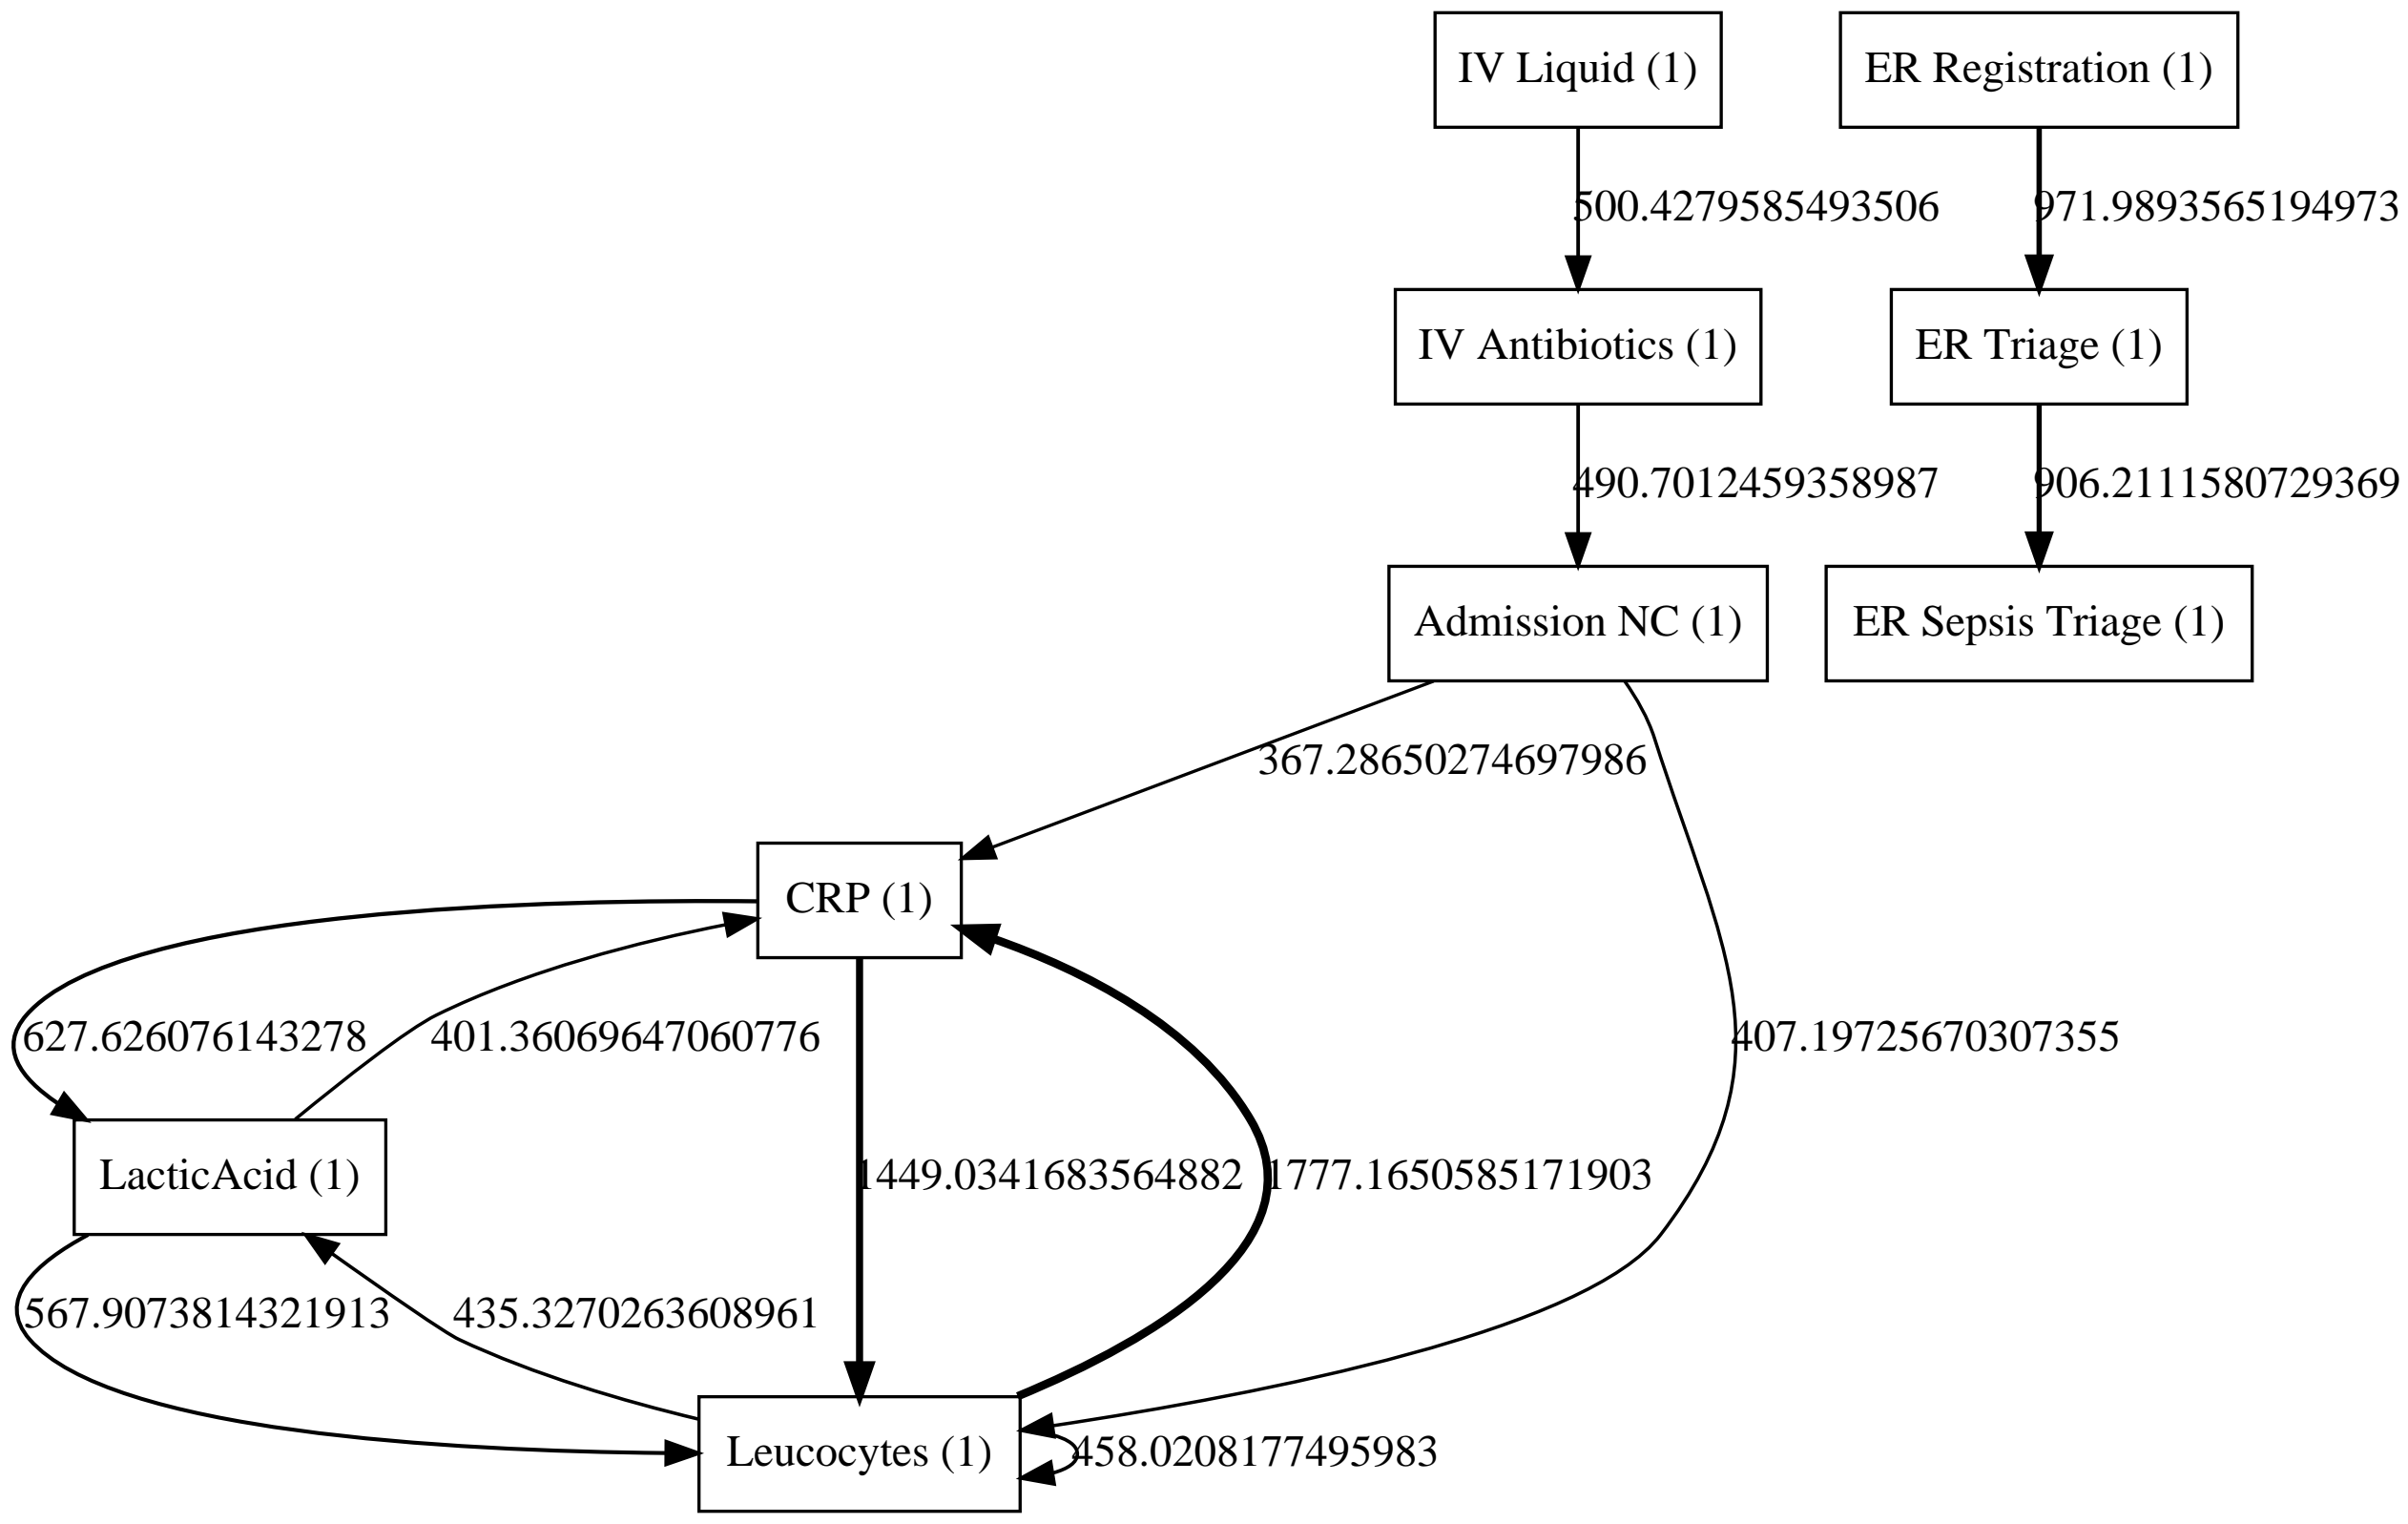 IV Liquid (1)
ER Registration (1)
500.4279585493506
971.9893565194973
IV Antibiotics (1)
ER Triage (1)
490.7012459358987
906.2111580729369
Admission NC (1)
ER Sepsis Triage (1)
367.28650274697986
CRP (1)
627.626076143278
401.36069647060776
407.19725670307355
LacticAcid (1)
1449.0341683564882
1777.1650585171903
567.9073814321913
435.3270263608961
Leucocytes (1)
458.0208177495983